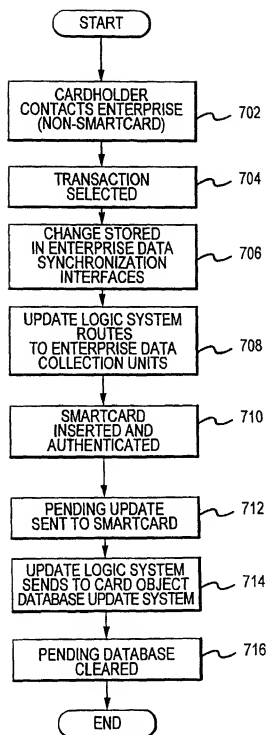 START
CARDHOLDER
CONTACTS ENTERPRISE
(NON-SMARTCARD)
702
TRANSACTION
SELECTED
704
CHANGE STORED
IN ENTERPRISE DATA
SYNCHRONIZATION
INTERFACES
706
UPDATE LOGIC SYSTEM
ROUTES
TO ENTERPRISE DATA
COLLECTION UNITS
708
SMARTCARD
INSERTED AND
AUTHENTICATED
710
PENDING UPDATE
SENT TO SMARTCARD
712
UPDATE LOGIC SYSTEM
SENDS TO CARD OBJECT
DATABASE UPDATE SYSTEM
714
PENDING DATABASE
CLEARED
716
END